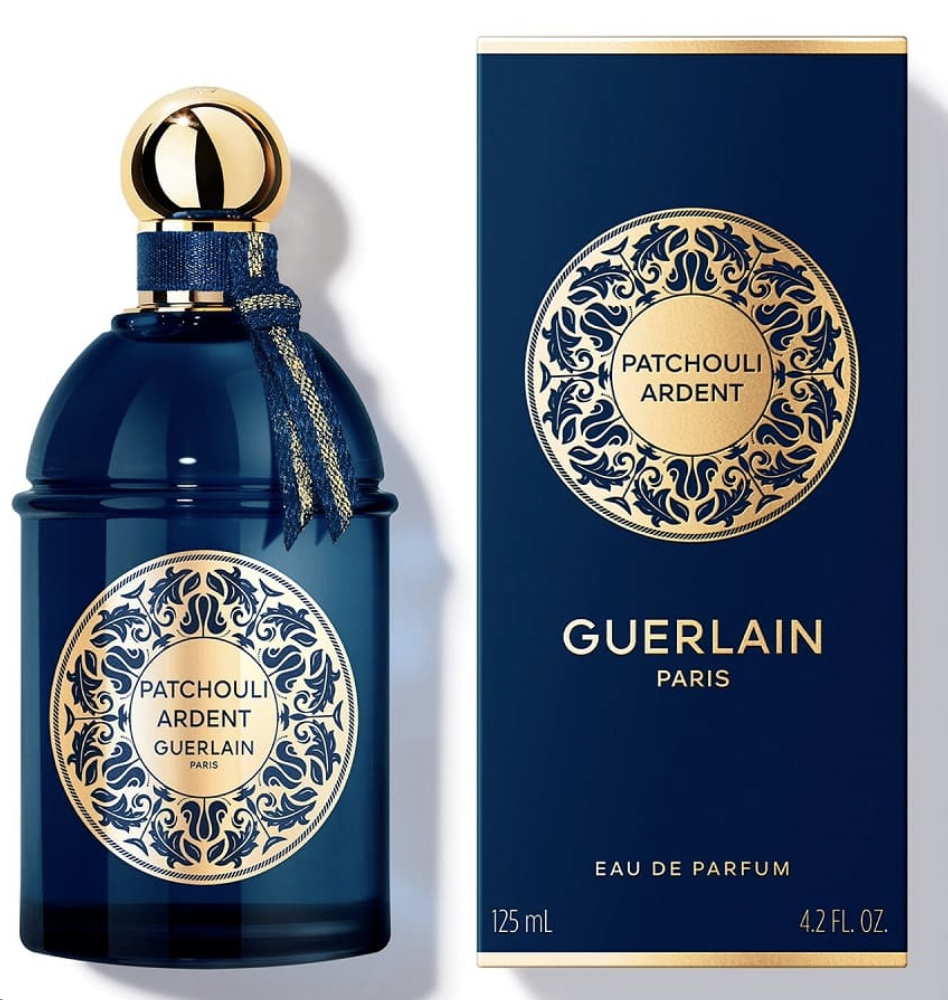 PATCHOULI
ARDENT
GUERLAIN
PARIS
PATCHOULI
ARDENT
GUERLAIN
PARIS
EAU DE PARFUM
125 mL
4.2 FL. OZ.